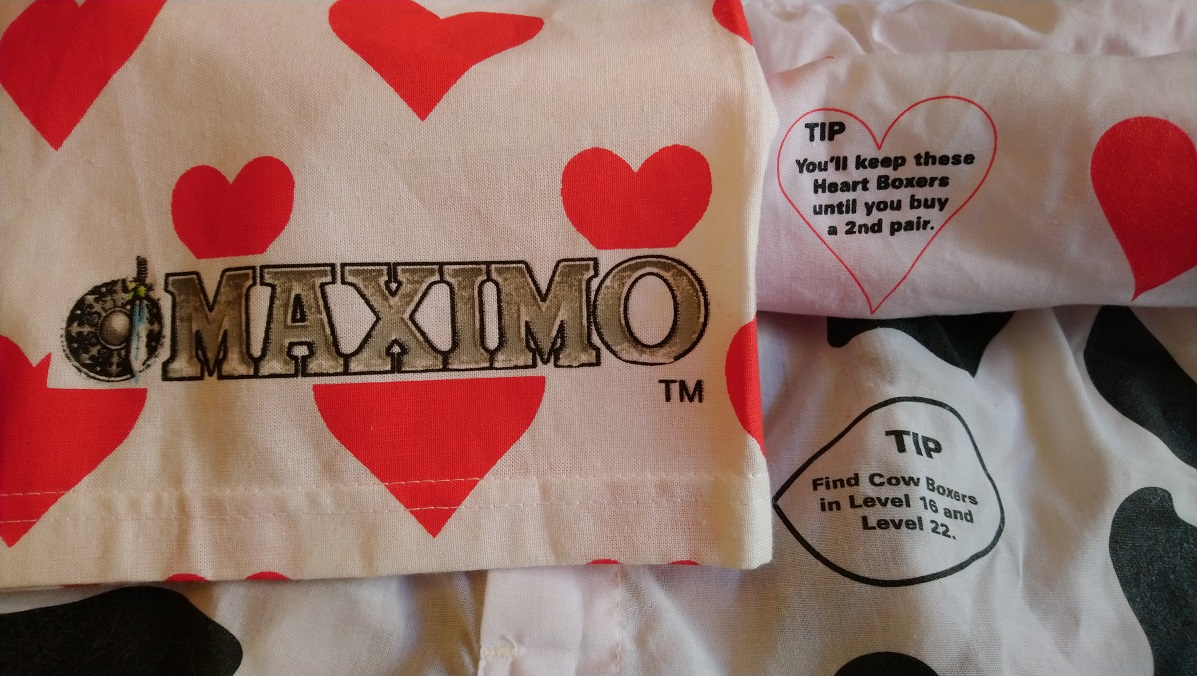 MAXIMO
TM
TIP
You'll keep these
Heart Boxers
until you buy
a 2nd pair.
TIP
Find Cow Boxers
in Level 16 and
Level 22.